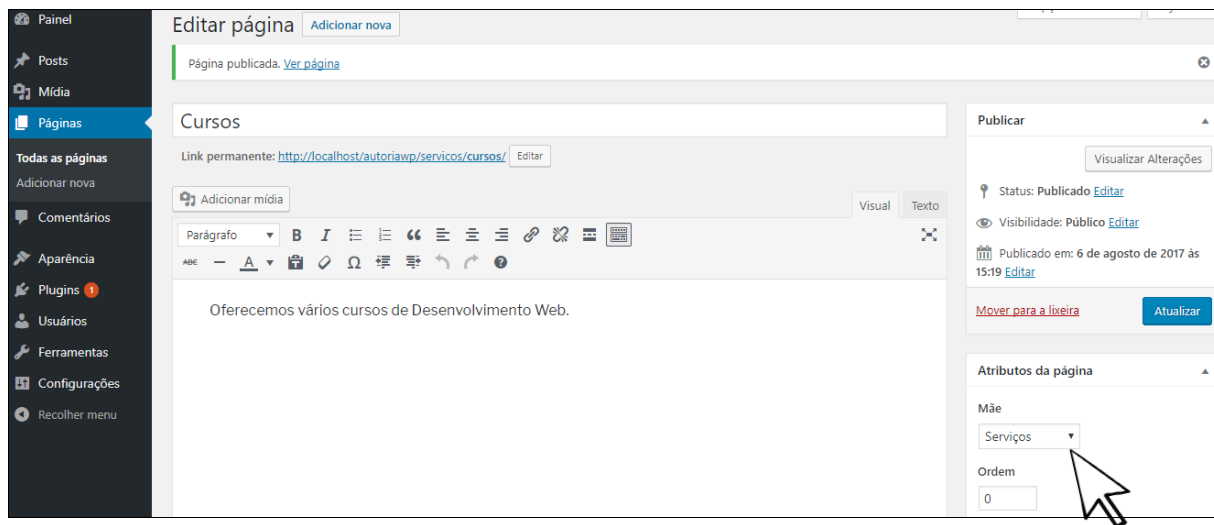 Painel
Posts
Mídia
Páginas
Todas as páginas
Adicionar nova
Comentários
Aparência
Plugins 1
Usuários
Ferramentas
Configurações
Recolher menu
Editar página Adicionar nova
Página publicada. Ver página
Cursos
Link permanente: http://localhost/autoriawp/servicos/cursos/ Editar
Adicionar mídia
Visual Texto
Parágrafo B I
ABC A
Oferecemos vários cursos de Desenvolvimento Web.
Publicar
Visualizar Alterações
Status: Publicado Editar
Visibilidade: Público Editar
Publicado em: 6 de agosto de 2017 às
15:19 Editar
Mover para a lixeira Atualizar
Atributos da página
Mãe
Serviços
Ordem
0